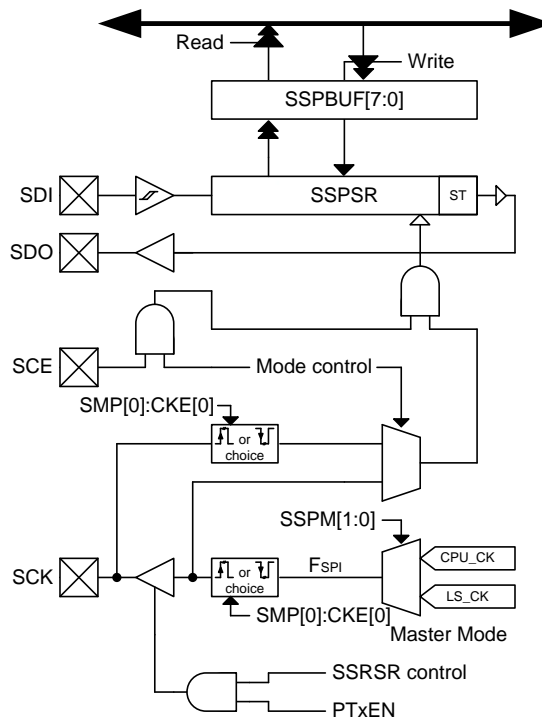 Read
Write
SSPBUF[7:0]
SDI
SSPSR
ST
SDO
SCE
Mode control
SMP[0]:CKE[0]
or
choice
SSPM[1:0]
SCK
or
choice
FSPI
CPU_CK
LS_CK
SMP[0]:CKE[0]
Master Mode
SSRSR control
PTxEN